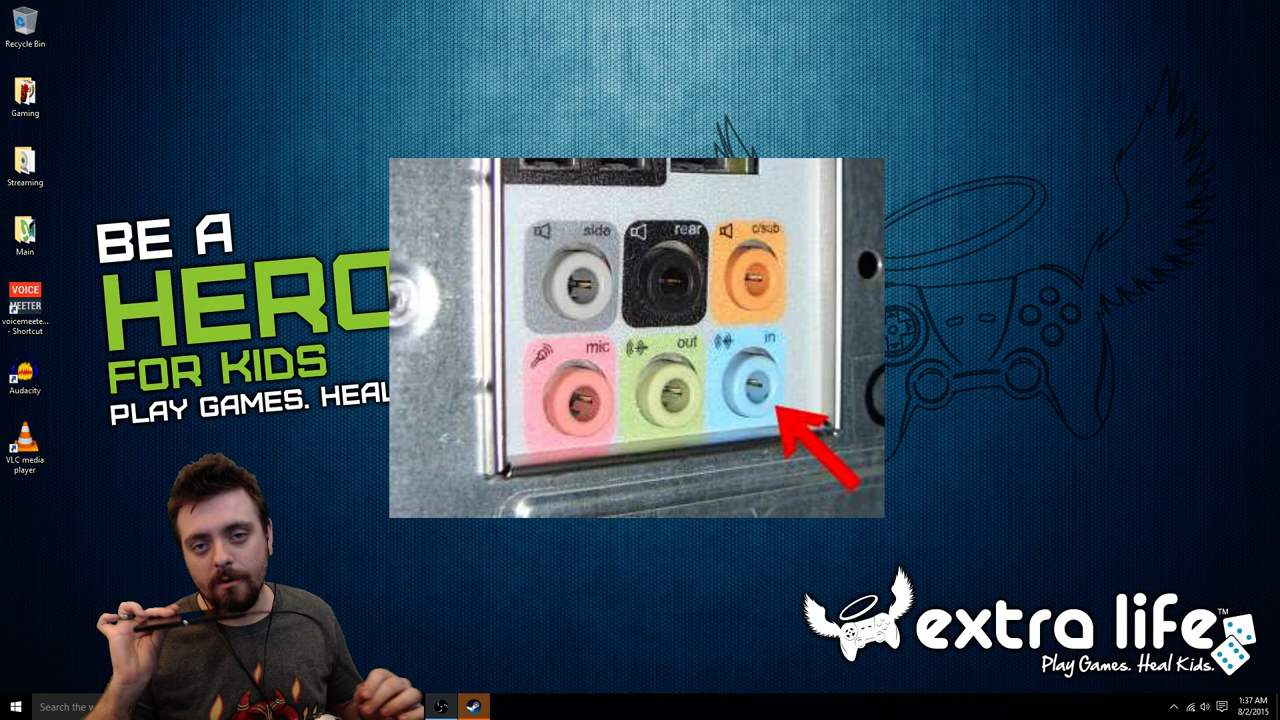 Recycle Bin
Gaming
Streaming
Main
VOICE
MEETER
voicemeete...
- Shortcut
Audacity
VLC media
player
BE A
HERO
FOR KIDS
PLAY GAMES. HEAL
side
rear
c/sub
mic
out
in
extra life™
Play Games. Heal Kids.
Search the w
1:37 AM
8/2/2015